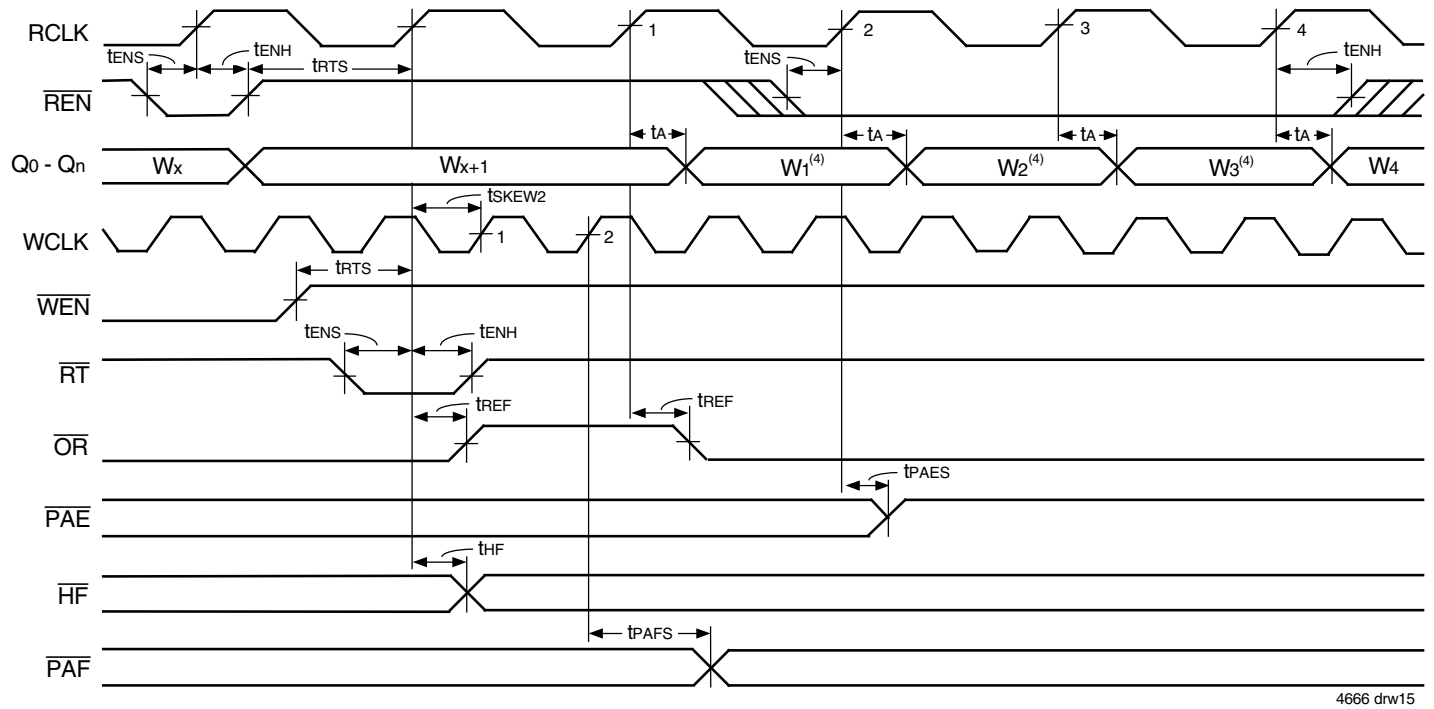 RCLK 1 2 3 4
tENS tENH tRTS tENS tENH
REN
tA tA tA tA
Q0 - Qn Wx Wx+1 W1(4) W2(4) W3(4) W4
tSKEW2
WCLK 1 2
tRTS
WEN
tENS tENH
RT
tREF tREF
OR
tPAES
PAE
tHF
HF
tPAFS
PAF
4666 drw15